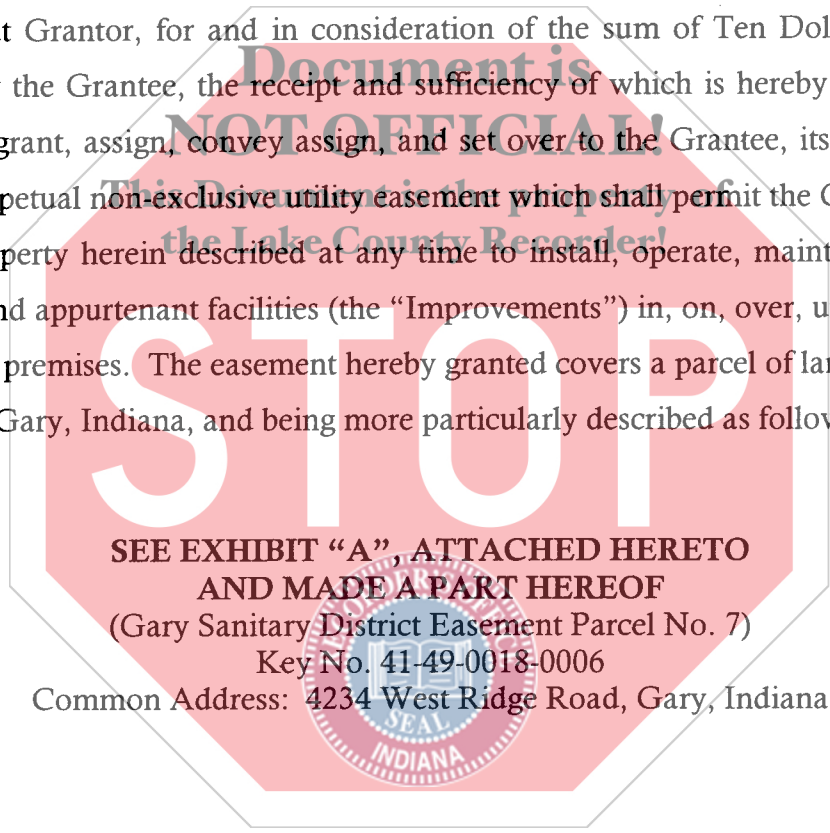 t Grantor, for and in consideration of the sum of Ten Dol
Document is
the Grantee, the receipt and sufficiency of which is hereby
NOT OFFICIAL!
grant, assign, convey assign, and set over to the Grantee, its
This Document is the property of
petual non-exclusive utility easement which shall permit the
the Lake County Recorder!
perty herein described at any time to install, operate, maint
nd appurtenant facilities (the “Improvements”) in, on, over, u
premises. The easement hereby granted covers a parcel of lan
Gary, Indiana, and being more particularly described as follow
STOP
SEE EXHIBIT “A”, ATTACHED HERETO
AND MADE A PART HEREOF
(Gary Sanitary District Easement Parcel No. 7)
Key No. 41-49-0018-0006
Common Address: 4234 West Ridge Road, Gary, Indiana
RECORDER'S OFFICE
SEAL
INDIANA